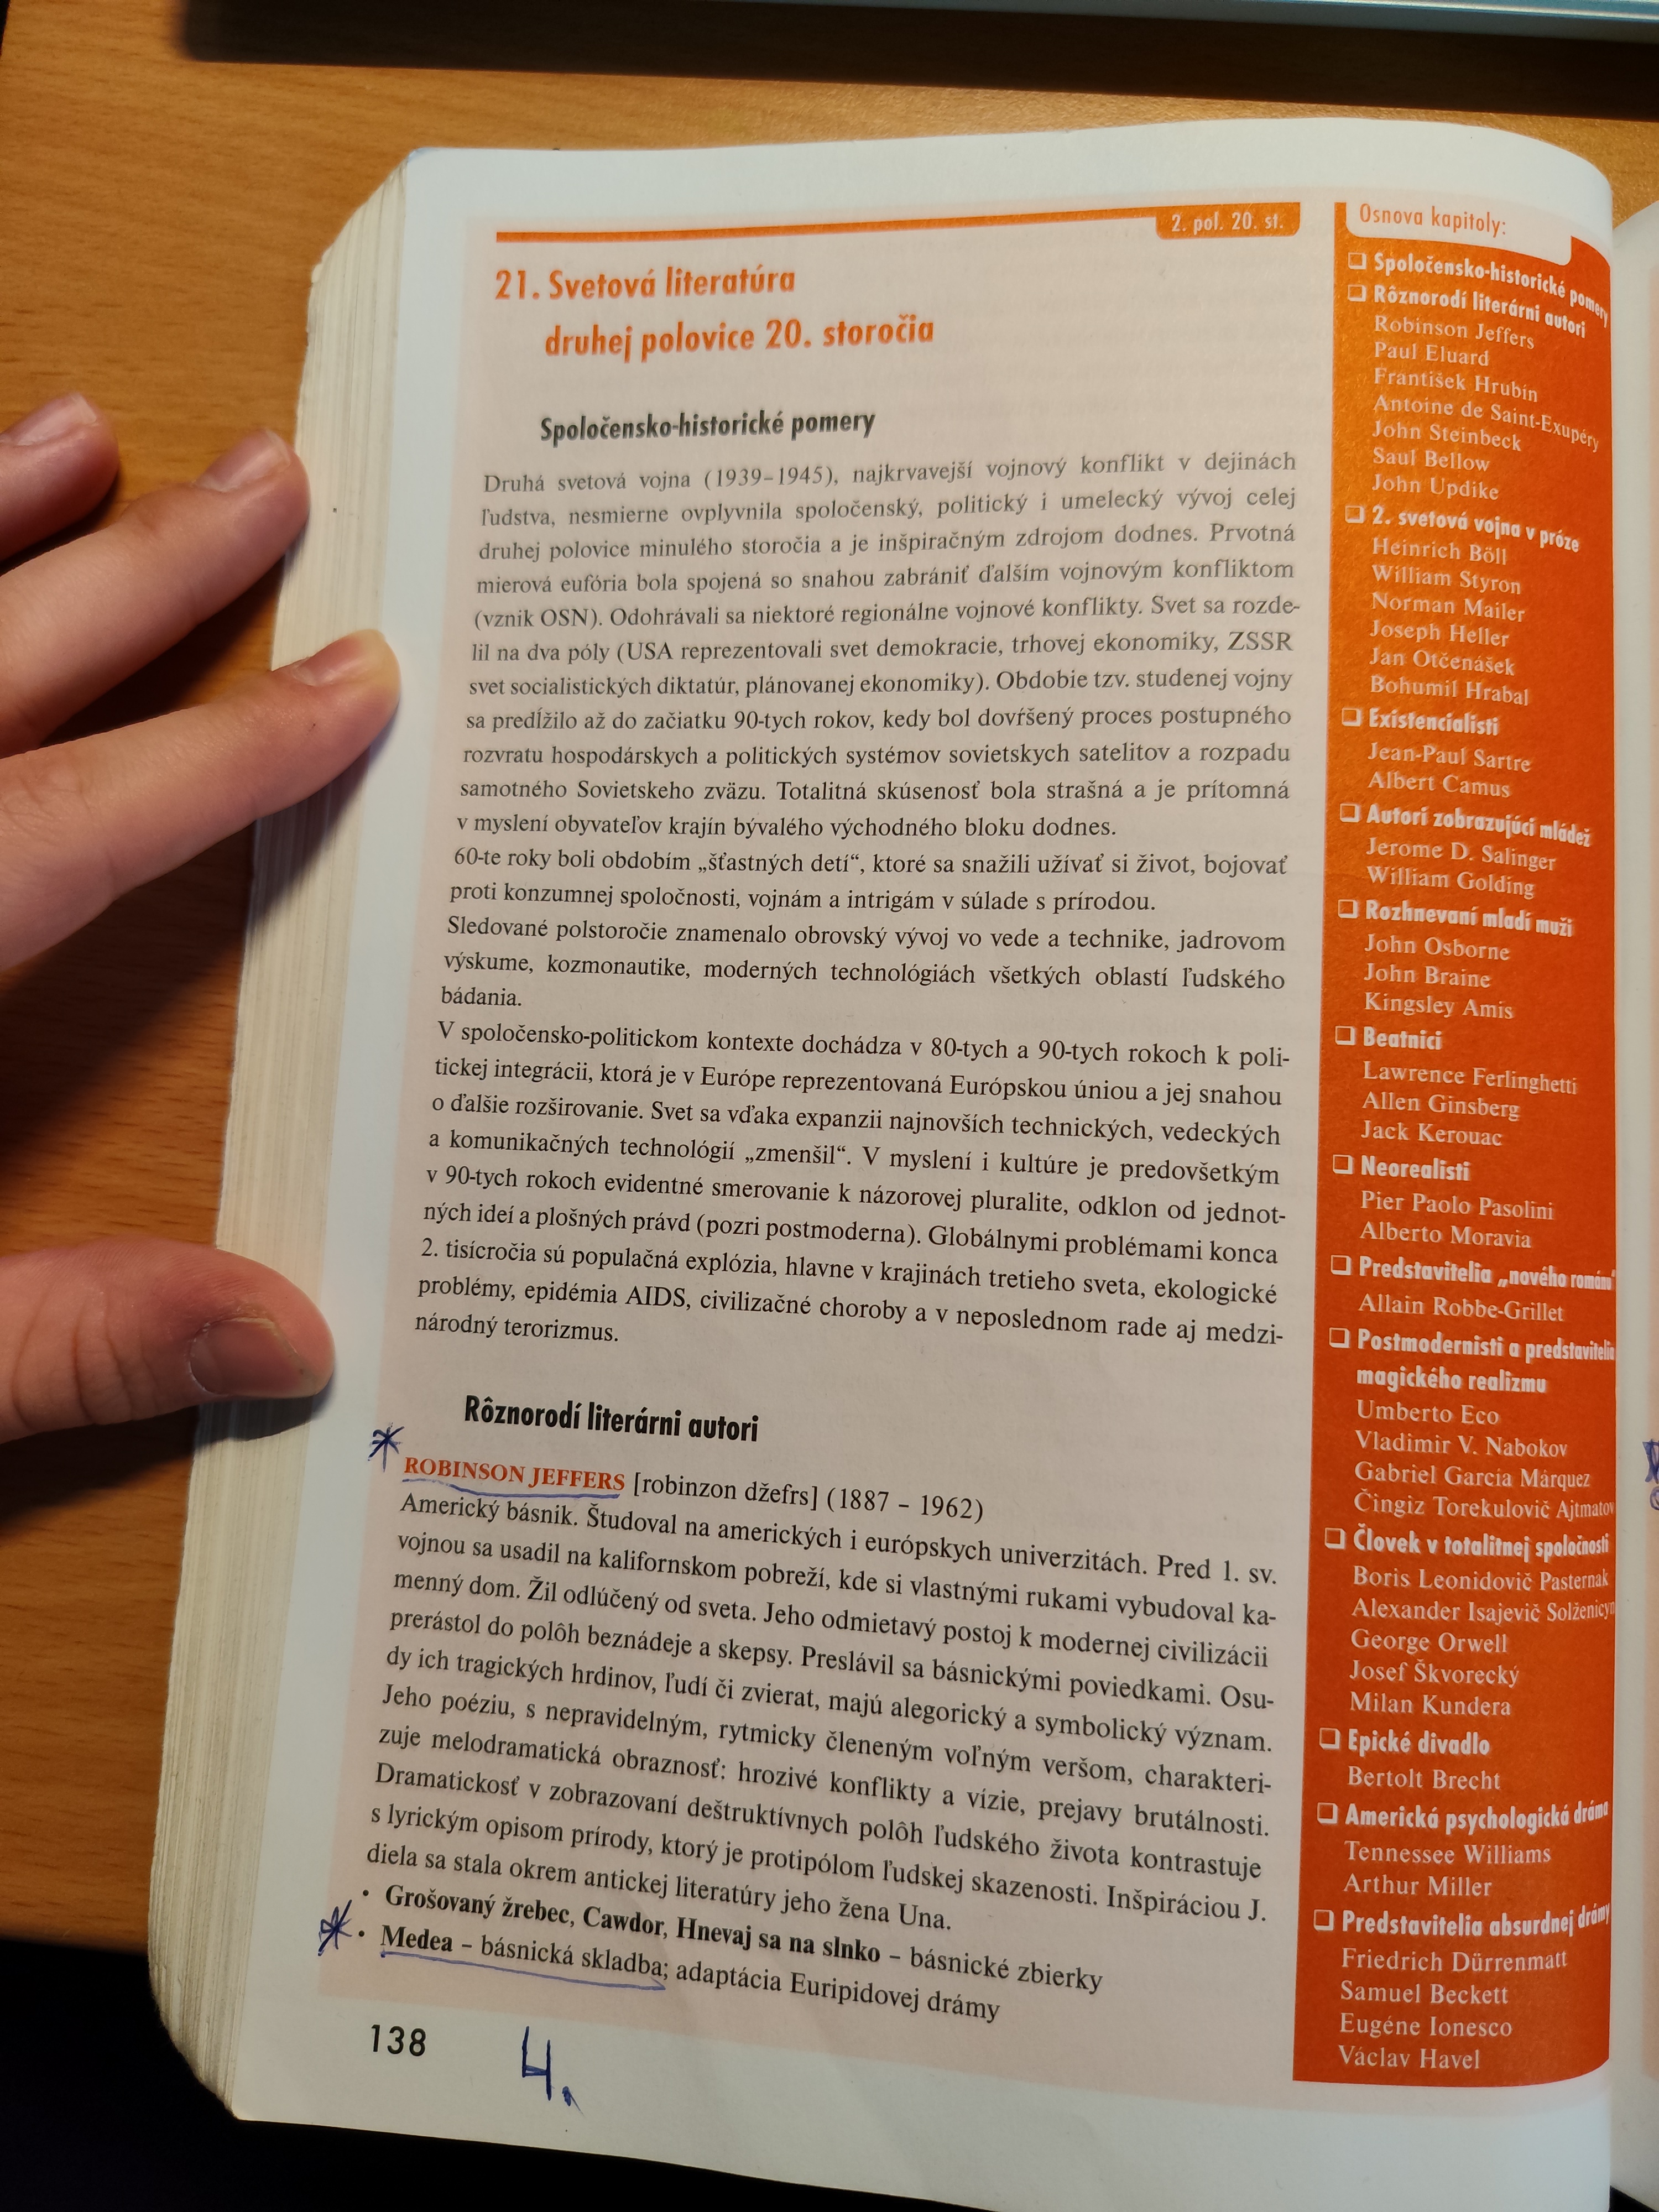 2. pol. 20. st.
21. Svetová literatúra
druhej polovice 20. storočia
Spoločensko-historické pomery
Druhá svetová vojna (1939–1945), najkrvavejší vojnový konflikt v dejinách
ľudstva, nesmierne ovplyvnila spoločenský, politický i umelecký vývoj celej
druhej polovice minulého storočia a je inšpiračným zdrojom dodnes. Prvotná
mierová eufória bola spojená so snahou zabrániť ďalším vojnovým konfliktom
(vznik OSN). Odohrávali sa niektoré regionálne vojnové konflikty. Svet sa rozde-
lil na dva póly (USA reprezentovali svet demokracie, trhovej ekonomiky, ZSSR
svet socialistických diktatúr, plánovanej ekonomiky). Obdobie tzv. studenej vojny
sa predĺžilo až do začiatku 90-tych rokov, kedy bol dovŕšený proces postupného
rozvratu hospodárskych a politických systémov sovietskych satelitov a rozpadu
samotného Sovietskeho zväzu. Totalitná skúsenosť bola strašná a je prítomná
v myslení obyvateľov krajín bývalého východného bloku dodnes.
60-te roky boli obdobím „šťastných detí“, ktoré sa snažili užívať si život, bojovať
proti konzumnej spoločnosti, vojnám a intrigám v súlade s prírodou.
Sledované polstoročie znamenalo obrovský vývoj vo vede a technike, jadrovom
výskume, kozmonautike, moderných technológiách všetkých oblastí ľudského
bádania.
V spoločensko-politickom kontexte dochádza v 80-tych a 90-tych rokoch k poli-
tickej integrácii, ktorá je v Európe reprezentovaná Európskou úniou a jej snahou
o ďalšie rozširovanie. Svet sa vďaka expanzii najnovších technických, vedeckých
a komunikačných technológií „zmenšil“. V myslení i kultúre je predovšetkým
v 90-tych rokoch evidentné smerovanie k názorovej pluralite, odklon od jednot-
ných ideí a plošných právd (pozri postmoderna). Globálnymi problémami konca
2. tisícročia sú populačná explózia, hlavne v krajinách tretieho sveta, ekologické
problémy, epidémia AIDS, civilizačné choroby a v neposlednom rade aj medzi-
národný terorizmus.
Rôznorodí literárni autori
ROBINSON JEFFERS [robinzon džefrs] (1887 – 1962)
Americký básnik. Študoval na amerických i európskych univerzitách. Pred 1. sv.
vojnou sa usadil na kalifornskom pobreží, kde si vlastnými rukami vybudoval ka-
menný dom. Žil odlúčený od sveta. Jeho odmietavý postoj k modernej civilizácii
prerástol do polôh beznádeje a skepsy. Preslávil sa básnickými poviedkami. Osu-
dy ich tragických hrdinov, ľudí či zvierat, majú alegorický a symbolický význam.
Jeho poéziu, s nepravidelným, rytmicky členeným voľným veršom, charakteri-
zuje melodramatická obraznosť: hrozivé konflikty a vízie, prejavy brutálnosti.
Dramatickosť v zobrazovaní deštruktívnych polôh ľudského života kontrastuje
s lyrickým opisom prírody, ktorý je protipólom ľudskej skazenosti. Inšpiráciou J.
diela sa stala okrem antickej literatúry jeho žena Una.
• Grošovaný žrebec, Cawdor, Hnevaj sa na slnko – básnické zbierky
• Medea – básnická skladba; adaptácia Euripidovej drámy
138
4.
Osnova kapitoly:
❑ Spoločensko-historické pomery
❑ Rôznorodí literárni autori
Robinson Jeffers
Paul Eluard
František Hrubín
Antoine de Saint-Exupéry
John Steinbeck
Saul Bellow
John Updike
❑ 2. svetová vojna v próze
Heinrich Böll
William Styron
Norman Mailer
Joseph Heller
Jan Otčenášek
Bohumil Hrabal
❑ Existencialisti
Jean-Paul Sartre
Albert Camus
❑ Autori zobrazujúci mládež
Jerome D. Salinger
William Golding
❑ Rozhnevaní mladí muži
John Osborne
John Braine
Kingsley Amis
❑ Beatnici
Lawrence Ferlinghetti
Allen Ginsberg
Jack Kerouac
❑ Neorealisti
Pier Paolo Pasolini
Alberto Moravia
❑ Predstavitelia „nového románu“
Allain Robbe-Grillet
❑ Postmodernisti a predstavitelia
magického realizmu
Umberto Eco
Vladimir V. Nabokov
Gabriel García Márquez
Čingiz Torekulovič Ajtmatov
❑ Človek v totalitnej spoločnosti
Boris Leonidovič Pasternak
Alexander Isajevič Solženicyn
George Orwell
Josef Škvorecký
Milan Kundera
❑ Epické divadlo
Bertolt Brecht
❑ Americká psychologická dráma
Tennessee Williams
Arthur Miller
❑ Predstavitelia absurdnej drámy
Friedrich Dürrenmatt
Samuel Beckett
Eugéne Ionesco
Václav Havel